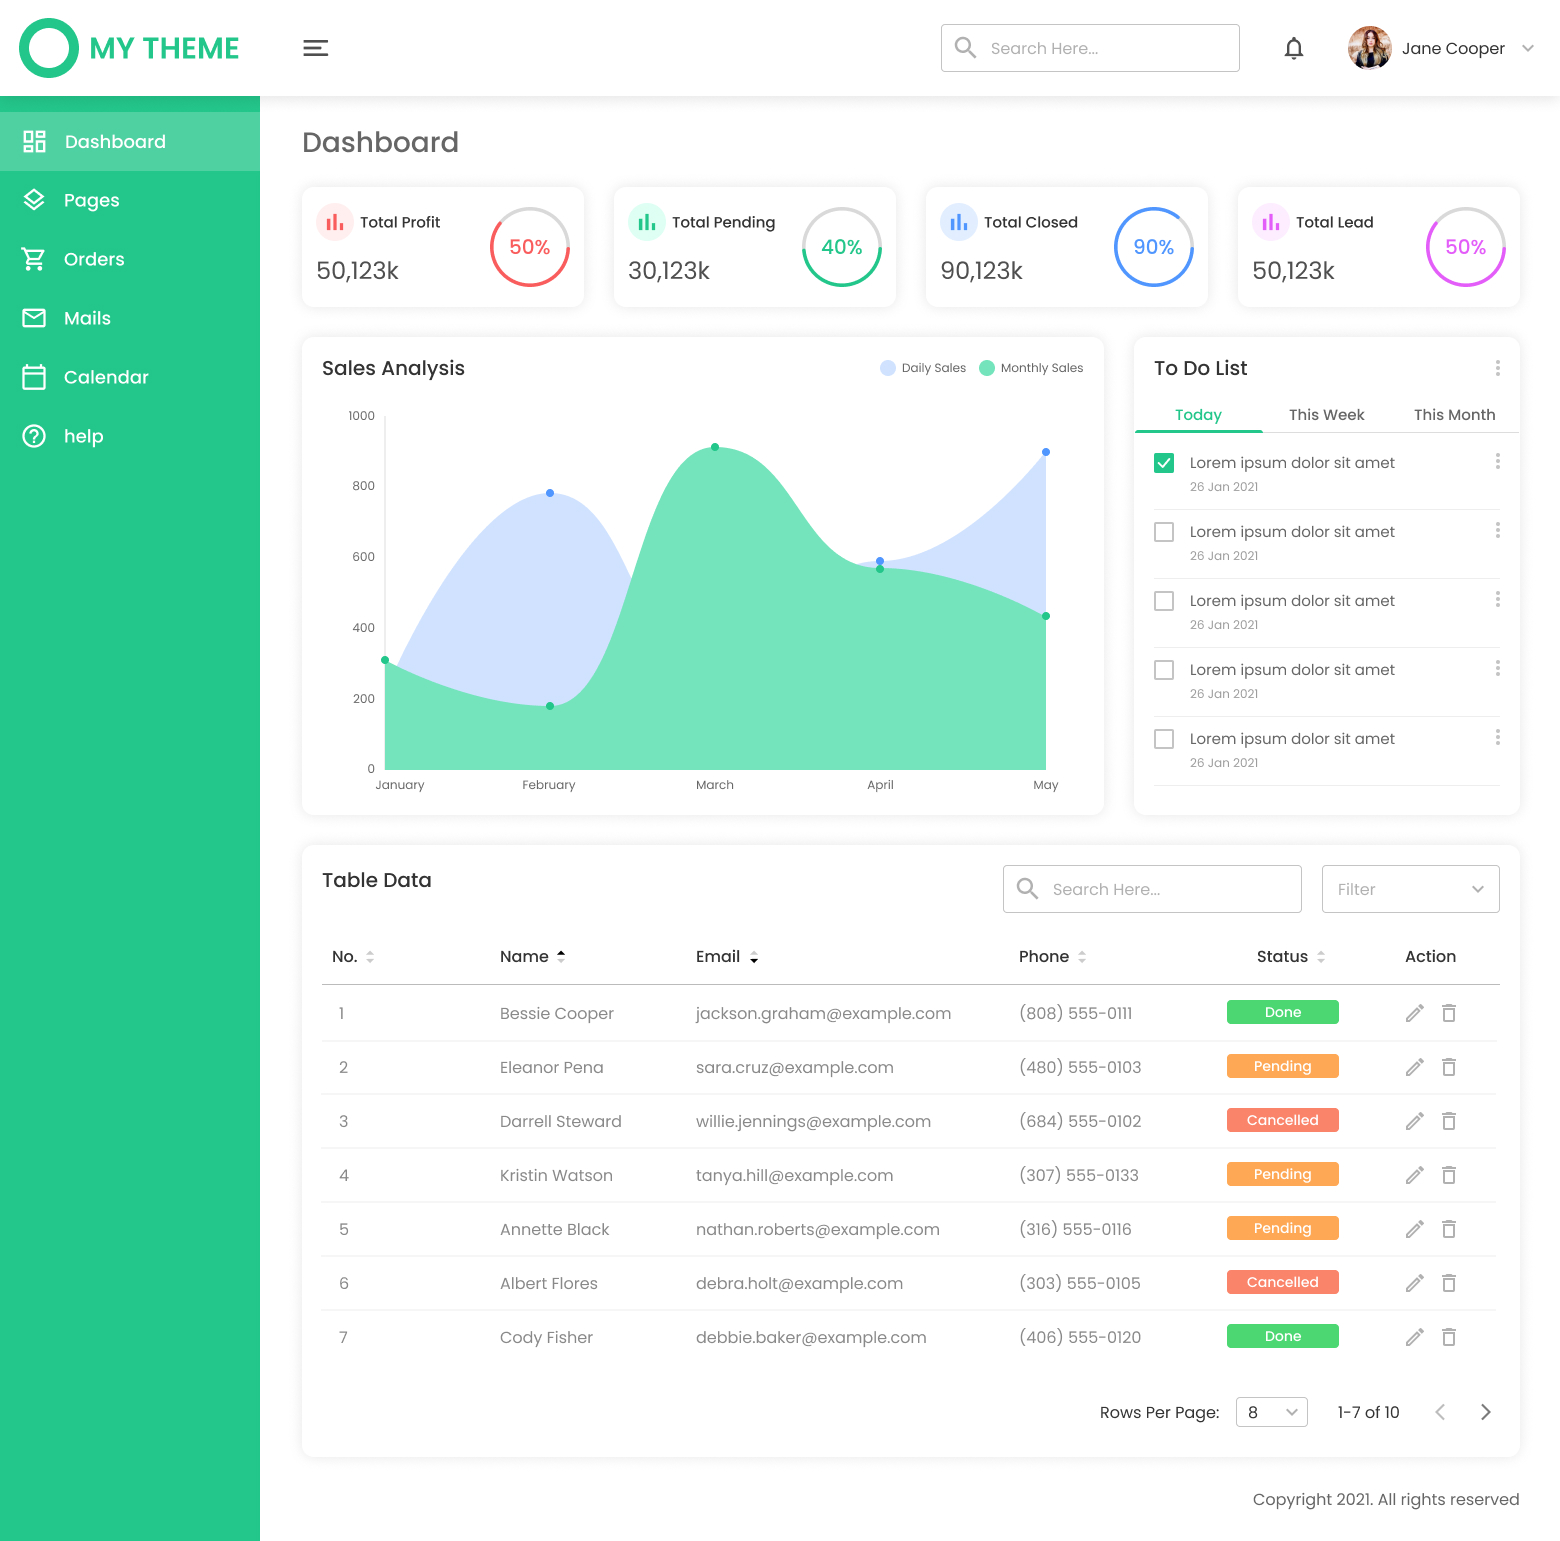 MY THEME
Search Here...
Jane Cooper
Dashboard
Pages
Orders
Mails
Calendar
help
Dashboard
Total Profit
50,123k
50%
Total Pending
30,123k
40%
Total Closed
90,123k
90%
Total Lead
50,123k
50%
Sales Analysis
Daily Sales
Monthly Sales
1000
800
600
400
200
0
January
February
March
April
May
To Do List
Today
This Week
This Month
Lorem ipsum dolor sit amet
26 Jan 2021
Lorem ipsum dolor sit amet
26 Jan 2021
Lorem ipsum dolor sit amet
26 Jan 2021
Lorem ipsum dolor sit amet
26 Jan 2021
Lorem ipsum dolor sit amet
26 Jan 2021
Table Data
Search Here...
Filter
No. Name Email Phone Status Action
1 Bessie Cooper jackson.graham@example.com (808) 555-0111 Done
2 Eleanor Pena sara.cruz@example.com (480) 555-0103 Pending
3 Darrell Steward willie.jennings@example.com (684) 555-0102 Cancelled
4 Kristin Watson tanya.hill@example.com (307) 555-0133 Pending
5 Annette Black nathan.roberts@example.com (316) 555-0116 Pending
6 Albert Flores debra.holt@example.com (303) 555-0105 Cancelled
7 Cody Fisher debbie.baker@example.com (406) 555-0120 Done
Rows Per Page: 8 1-7 of 10
Copyright 2021. All rights reserved